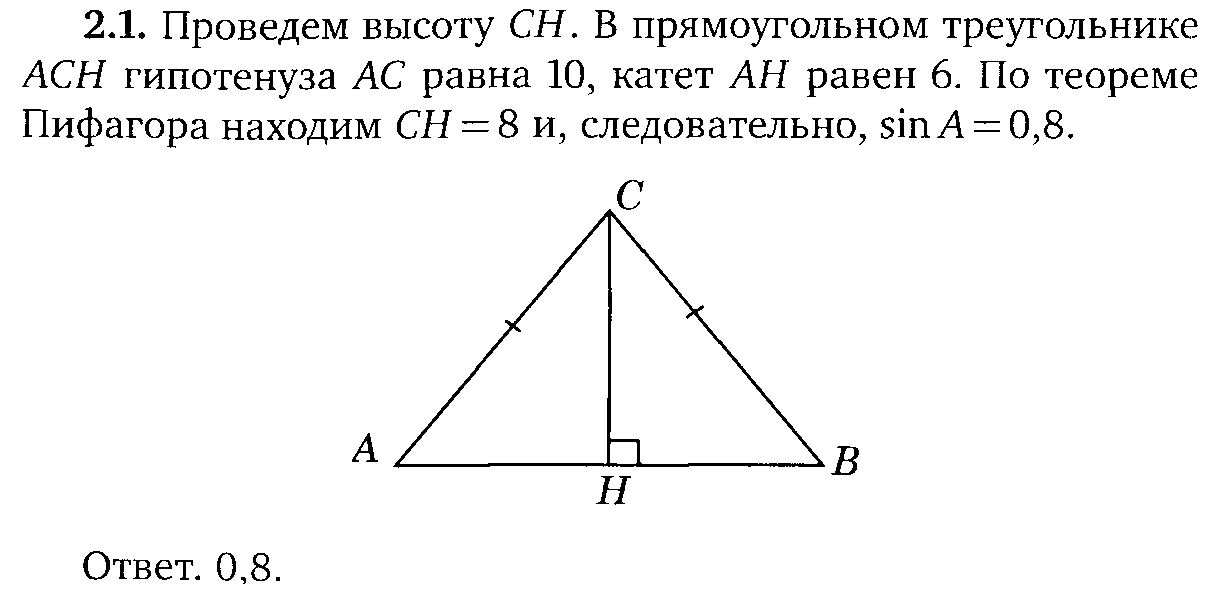 2.1. Проведем высоту CH. В прямоугольном треугольнике
ACH гипотенуза AC равна 10, катет AH равен 6. По теореме
Пифагора находим CH = 8 и, следовательно, sin A = 0,8.
C
A
B
H
Ответ. 0,8.